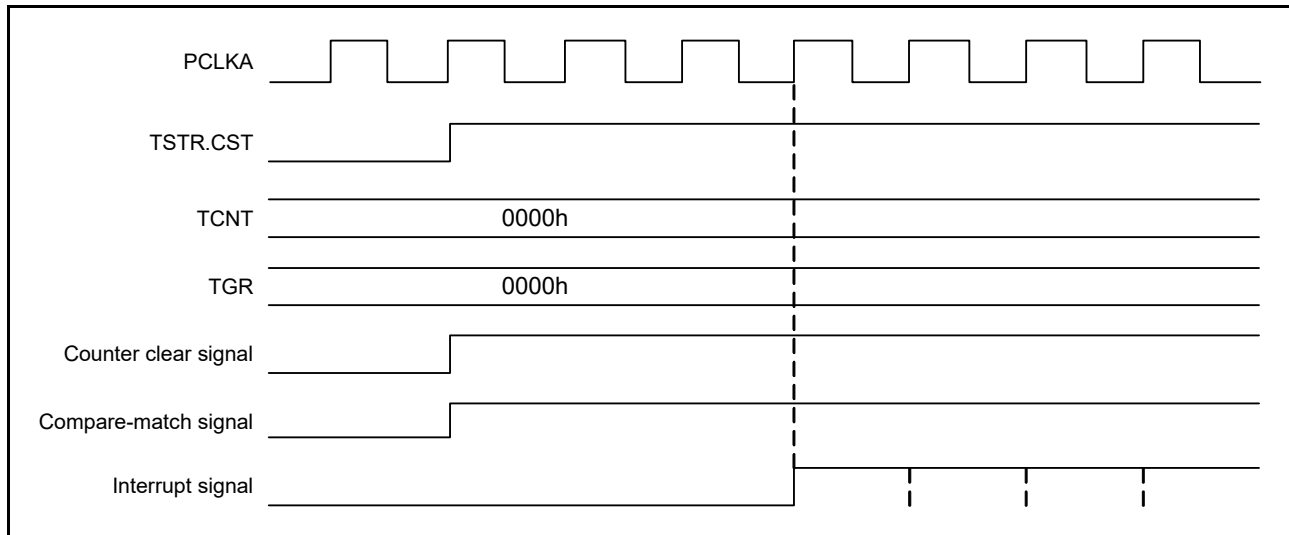 PCLKA
TSTR.CST
TCNT 0000h
TGR 0000h
Counter clear signal
Compare-match signal
Interrupt signal